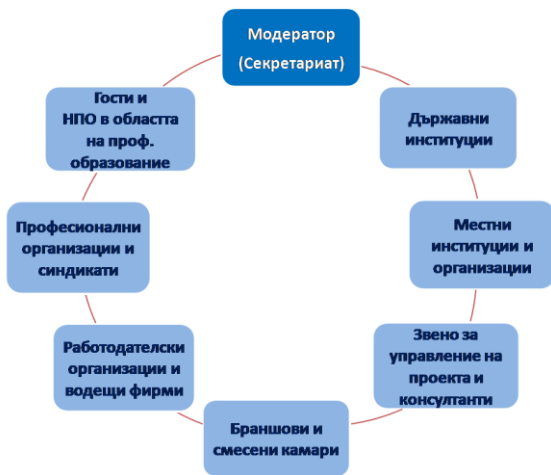 Модератор
(Секретариат)
Държавни
институции
Местни
институции и
организации
Звено за
управление на
проекта и
консултанти
Браншови и
смесени камари
Работодателски
организации и
водещи фирми
Професионални
организации и
синдикати
Гости и
НПО в областта
на проф.
образование